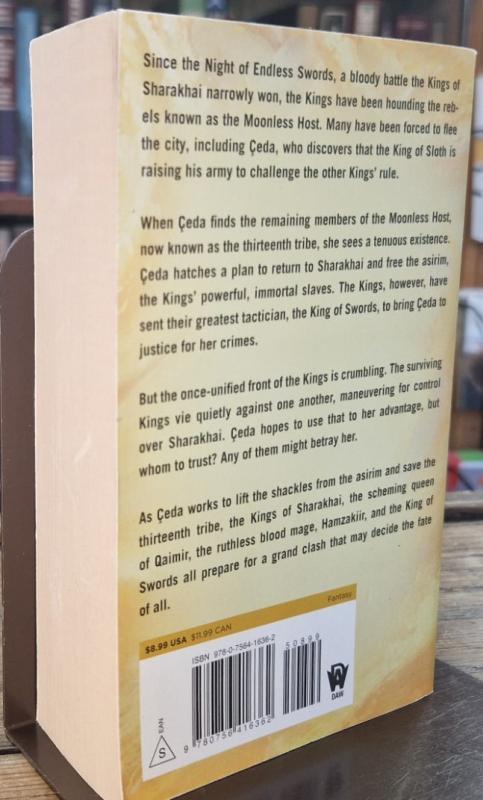 Since the Night of Endless Swords, a bloody battle the Kings of
Sharakhai narrowly won, the Kings have been hounding the reb-
els known as the Moonless Host. Many have been forced to flee
the city, including Çeda, who discovers that the King of Sloth is
raising his army to challenge the other Kings' rule.
When Çeda finds the remaining members of the Moonless Host,
now known as the thirteenth tribe, she sees a tenuous existence.
Çeda hatches a plan to return to Sharakhai and free the asirim,
the Kings' powerful, immortal slaves. The Kings, however, have
sent their greatest tactician, the King of Swords, to bring Çeda to
justice for her crimes.
But the once-unified front of the Kings is crumbling. The surviving
Kings vie quietly against one another, maneuvering for control
over Sharakhai. Çeda hopes to use that to her advantage, but
whom to trust? Any of them might betray her.
As Çeda works to lift the shackles from the asirim and save the
thirteenth tribe, the Kings of Sharakhai, the scheming queen
of Qaimir, the ruthless blood mage, Hamzakiir, and the King of
Swords all prepare for a grand clash that may decide the fate
of all.
$8.99 USA $11.99 CAN
Fantasy
ISBN 978-0-7564-1636-2
50899
S
EAN
9 780756 416362
DAW